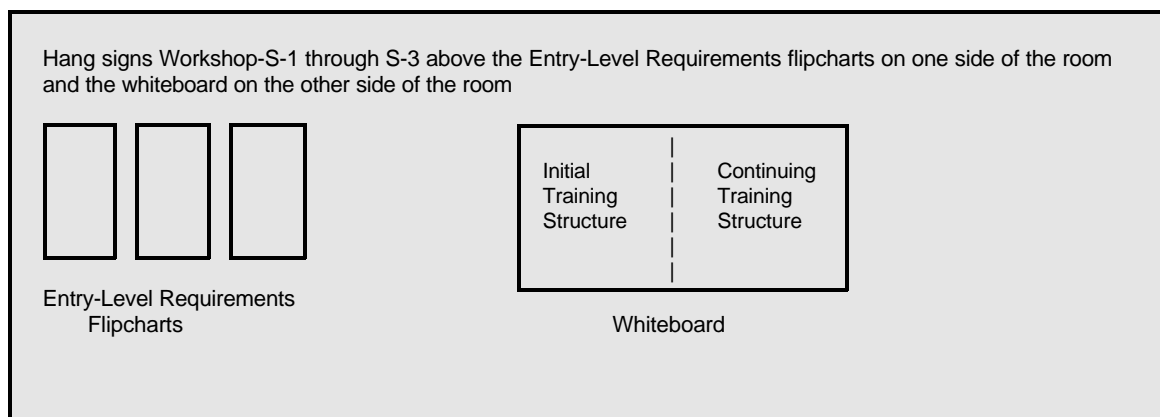 Hang signs Workshop-S-1 through S-3 above the Entry-Level Requirements flipcharts on one side of the room
and the whiteboard on the other side of the room
Initial
Training
Structure
Continuing
Training
Structure
Entry-Level Requirements
Flipcharts
Whiteboard